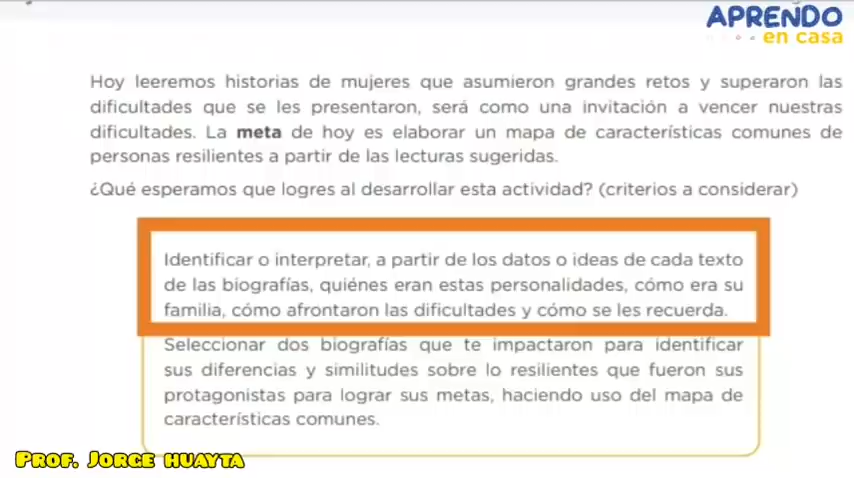 APRENDO
en casa
Hoy leeremos historias de mujeres que asumieron grandes retos y superaron las
dificultades que se les presentaron, será como una invitación a vencer nuestras
dificultades. La meta de hoy es elaborar un mapa de características comunes de
personas resilientes a partir de las lecturas sugeridas.
¿Qué esperamos que logres al desarrollar esta actividad? (criterios a considerar)
Identificar o interpretar, a partir de los datos o ideas de cada texto
de las biografías, quiénes eran estas personalidades, cómo era su
familia, cómo afrontaron las dificultades y cómo se les recuerda.
Seleccionar dos biografías que te impactaron para identificar
sus diferencias y similitudes sobre lo resilientes que fueron sus
protagonistas para lograr sus metas, haciendo uso del mapa de
características comunes.
Prof. Jorge huayta